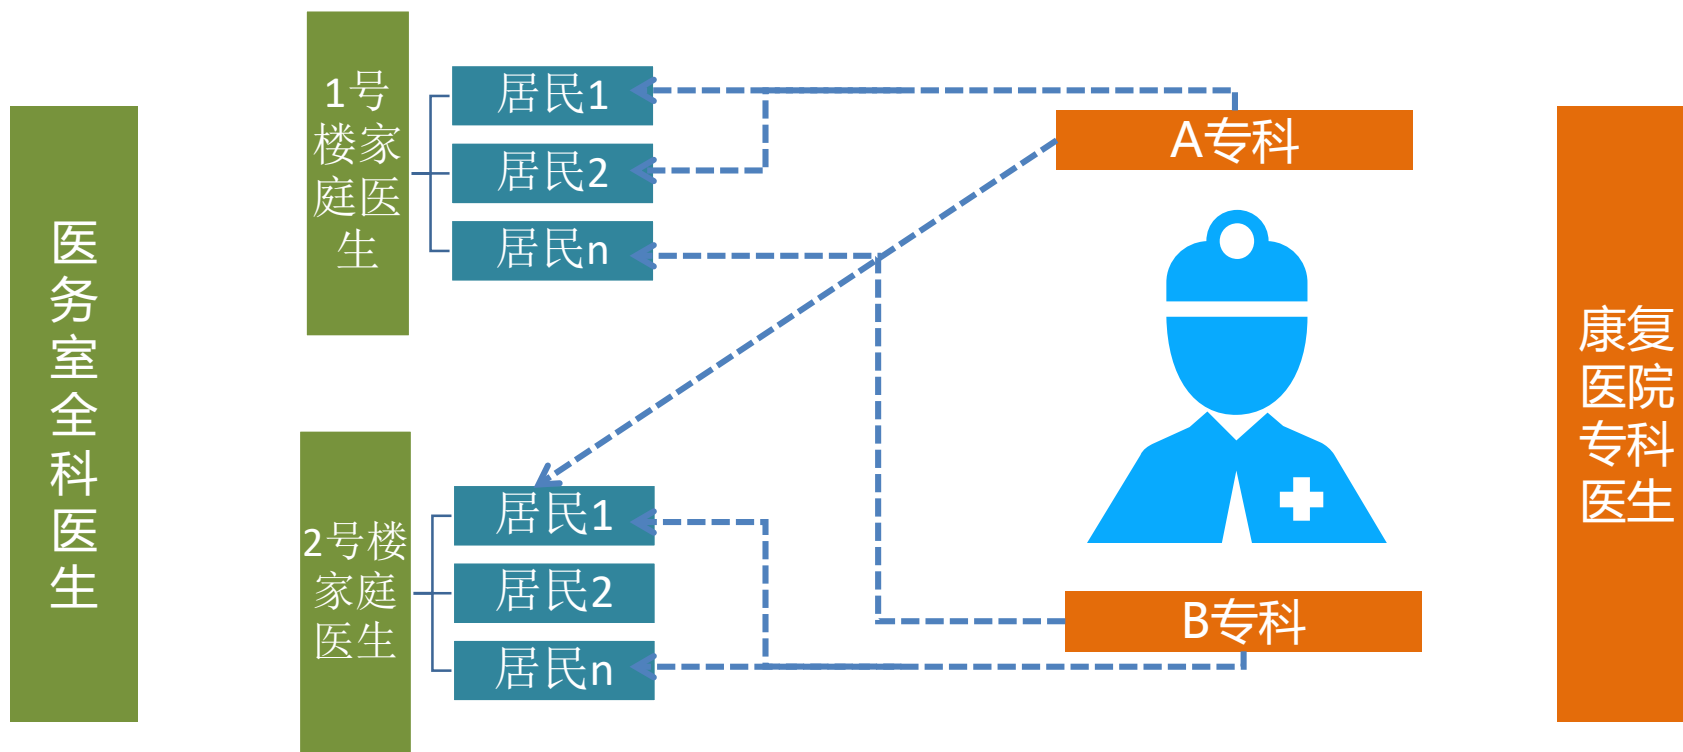 医
务
室
全
科
医
生
1号
楼家
庭医
生
居民1
居民2
居民n
2号楼
家庭
医生
居民1
居民2
居民n
A专科
B专科
康复
医院
专科
医生